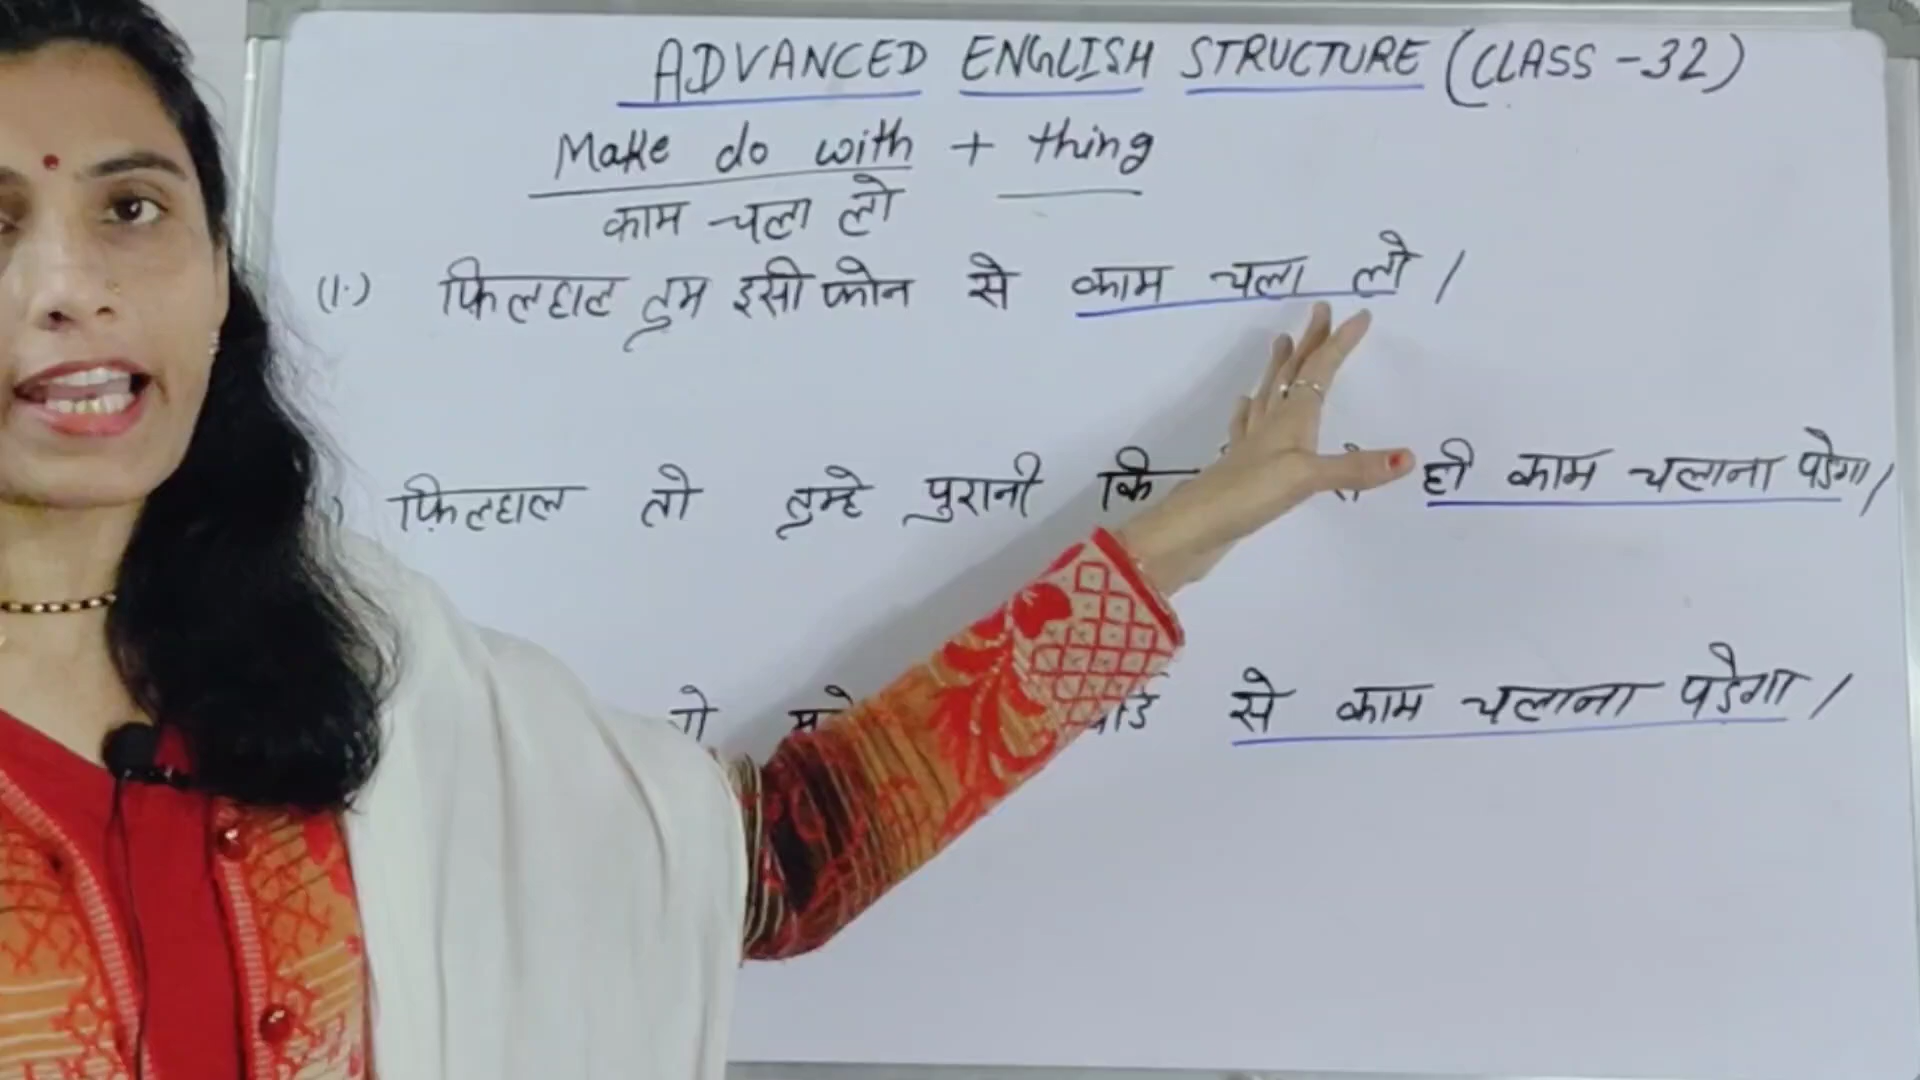 ADVANCED ENGLISH STRUCTURE (CLASS -32)
Make do with + thing
काम चला लो
(1.) फ़िलहाल तुम इसी फोन से काम चला लो /
) फ़िलहाल तो तुम्हे पुरानी कि ही काम चलाना पडेगा /
से काम चलाना पडेगा /